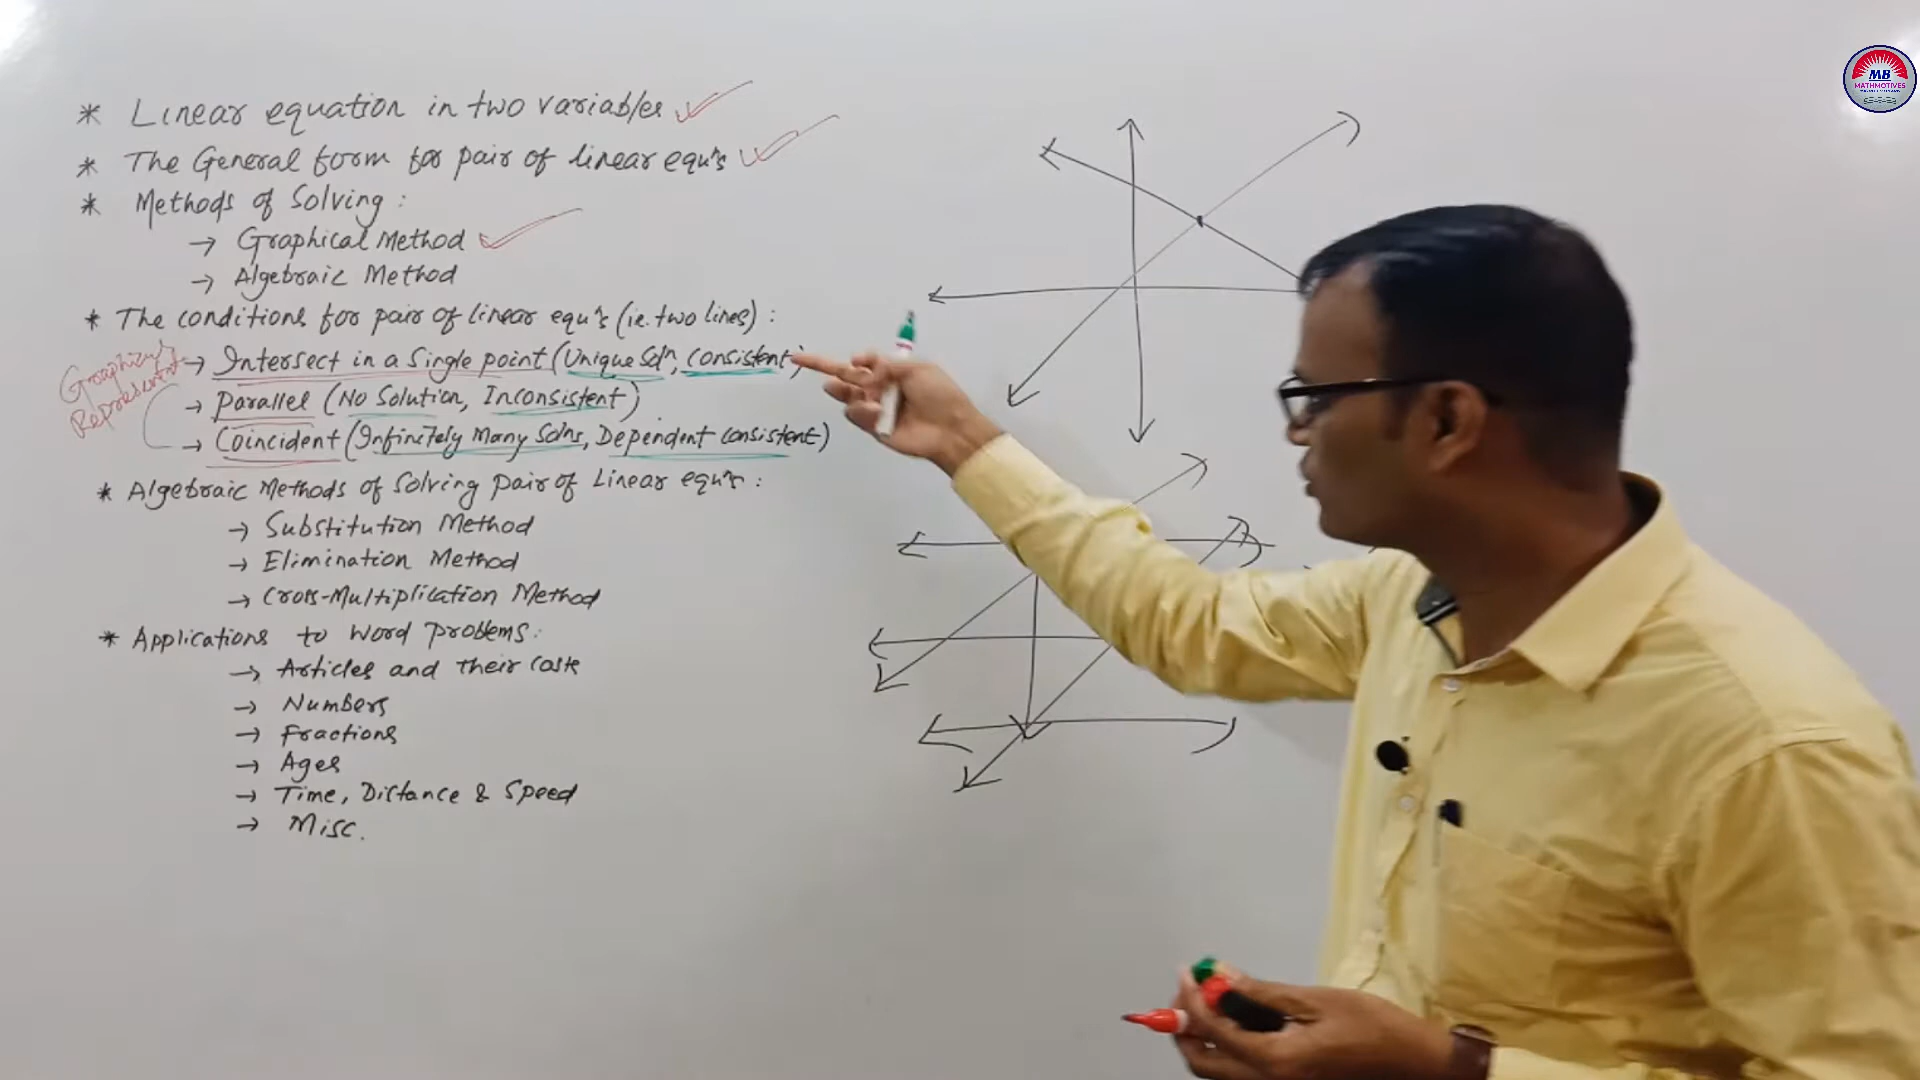 * Linear equation in two variables
* The General form for pair of linear equ's
* Methods of Solving :
→ Graphical Method
→ Algebraic Method
* The conditions for pair of linear equ's (ie. two lines) :
→ Intersect in a Single point (Unique Soln, consistent)
→ parallel (No Solution, Inconsistent)
→ Coincident (Infinitely Many Solns, Dependent consistent)
* Algebraic Methods of Solving pair of Linear equ's :
→ Substitution Method
→ Elimination Method
→ Cross-Multiplication Method
* Applications to Word problems :
→ Articles and their Costs
→ Numbers
→ Fractions
→ Ages
→ Time, Distance & Speed
→ Misc.
MB
MATHMOTIVES